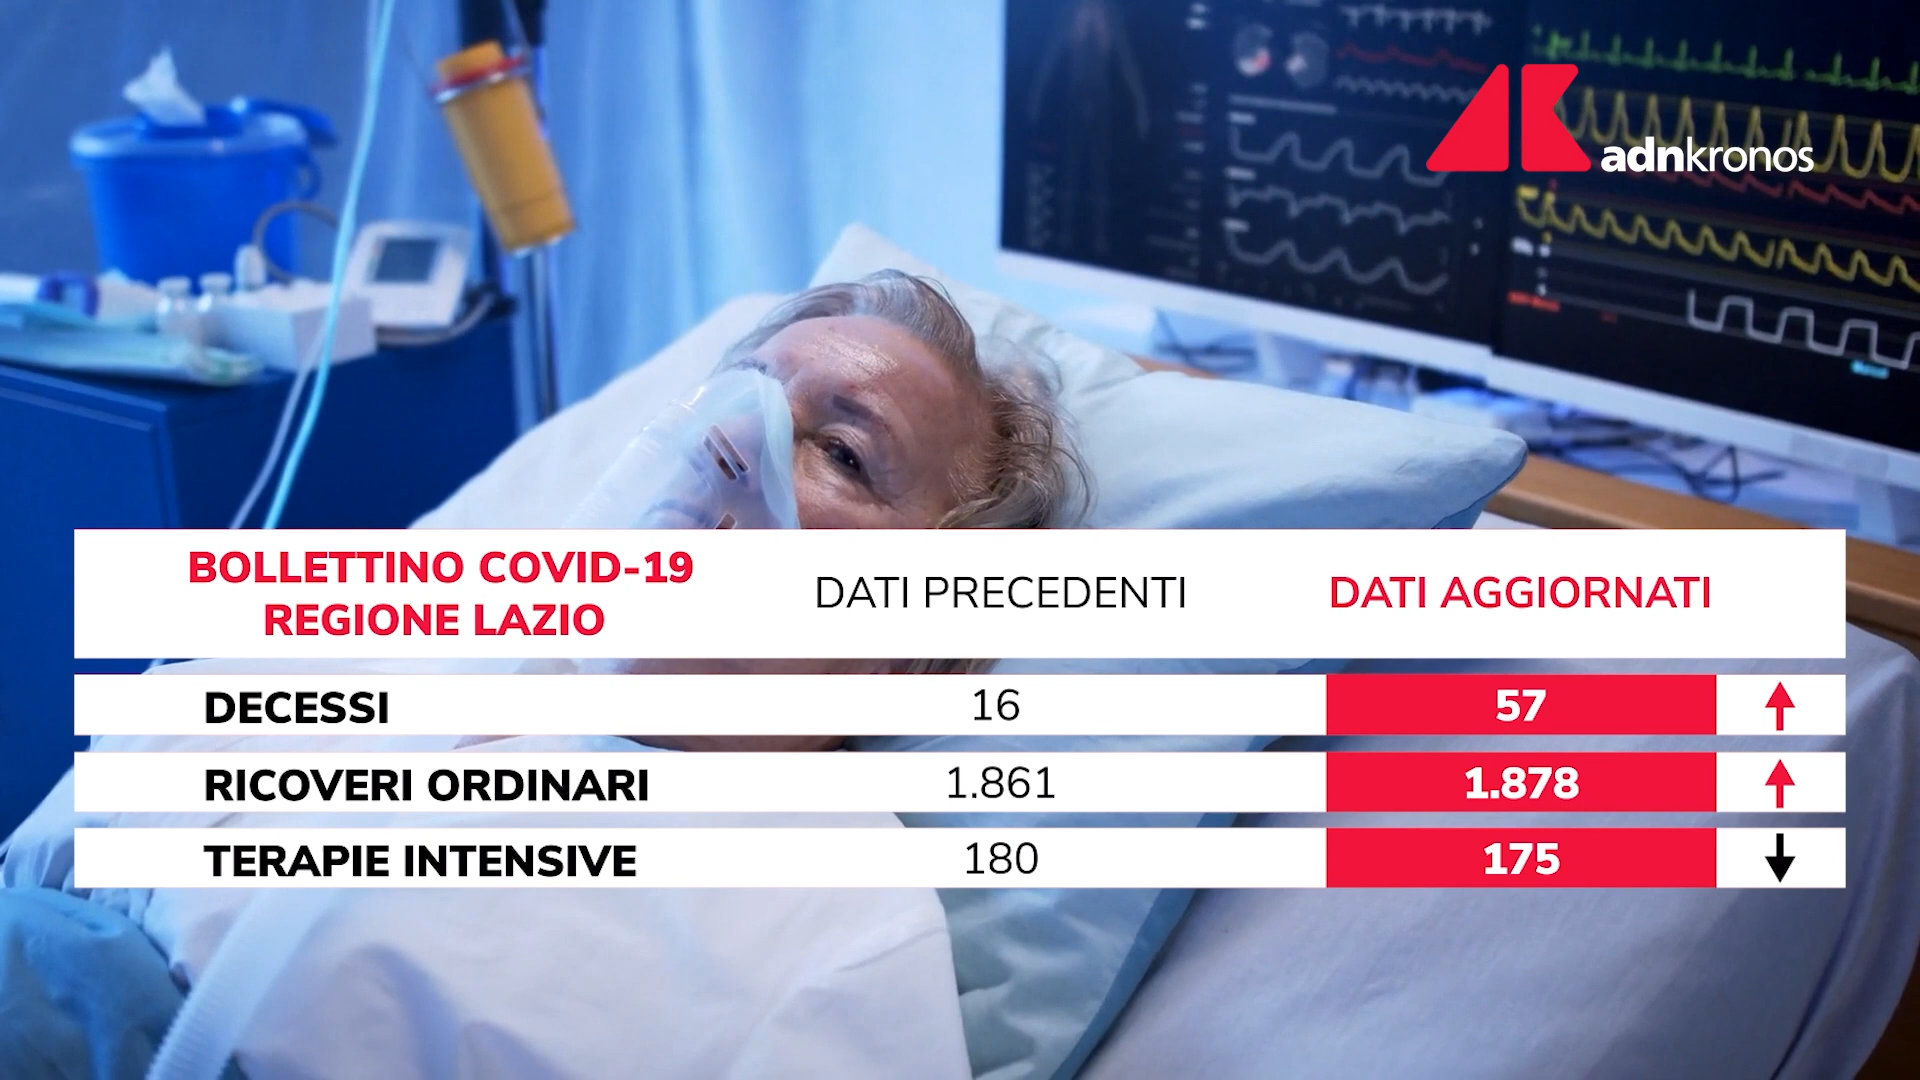 adnkronos
BOLLETTINO COVID-19
REGIONE LAZIO
DATI PRECEDENTI
DATI AGGIORNATI
DECESSI 16 57
RICOVERI ORDINARI 1.861 1.878
TERAPIE INTENSIVE 180 175